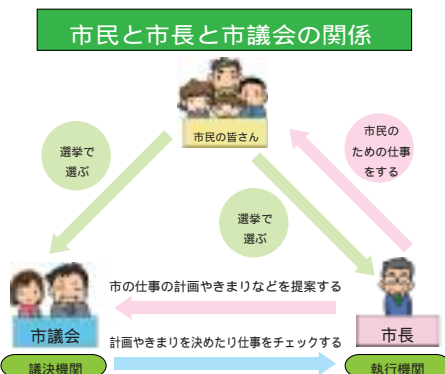 市民と市長と市議会の関係
市民の皆さん
選挙で
選ぶ
市民の
ための仕事
をする
選挙で
選ぶ
市の仕事の計画やきまりなどを提案する
市議会
市長
計画やきまりを決めたり仕事をチェックする
議決機関
執行機関